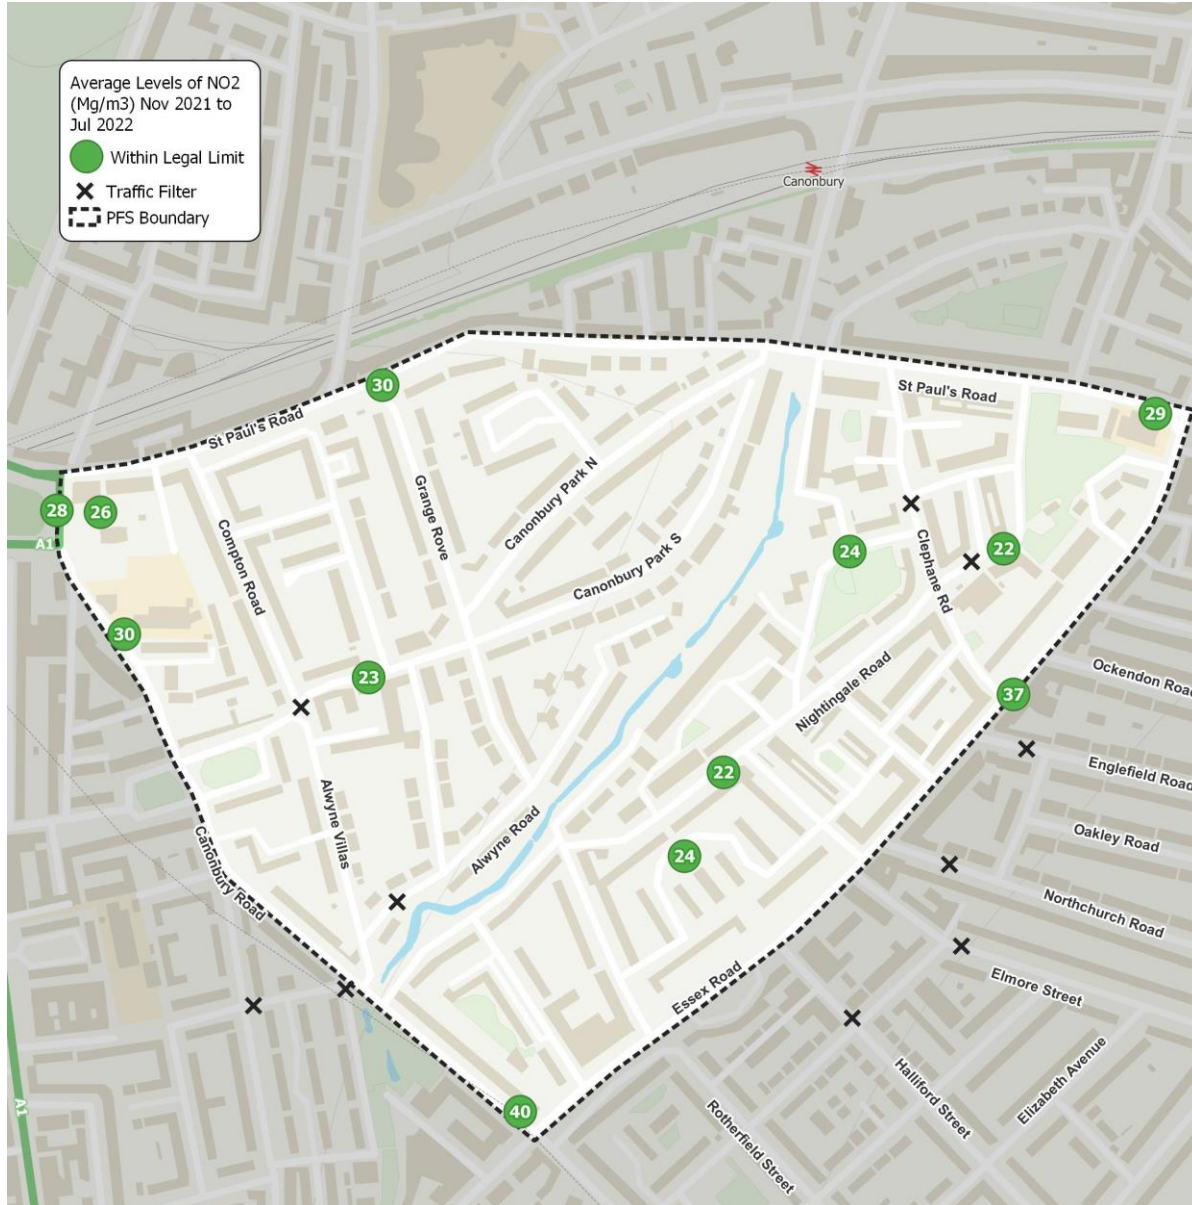 Average Levels of NO2
(Mg/m3) Nov 2021 to
Jul 2022
Within Legal Limit
Traffic Filter
PFS Boundary
Canonbury
30
St Paul's Road
St Paul's Road
29
28
26
A1
Grange Rove
Canonbury Park N
Compton Road
Canonbury Park S
24
22
Clephane Rd
30
23
Ockendon Road
37
Nightingale Road
Englefield Road
22
Alwyne Villas
Alwyne Road
Oakley Road
24
Canonbury Road
Northchurch Road
Essex Road
Elmore Street
Halliford Street
Elizabeth Avenue
A1
40
Rotherfield Street